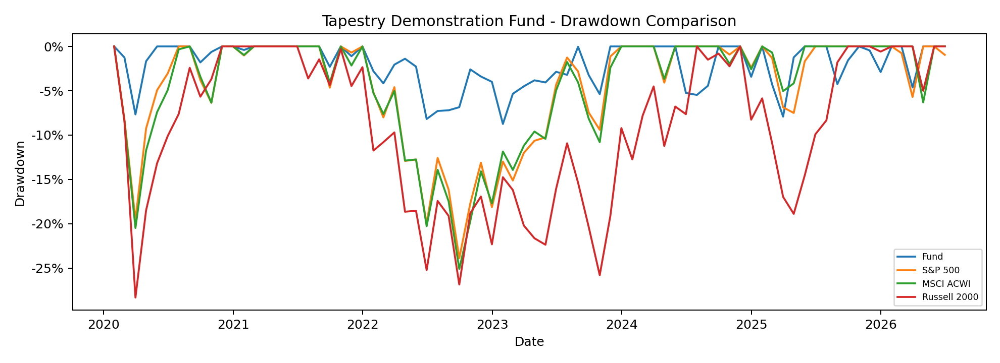 Tapestry Demonstration Fund - Drawdown Comparison
0%
-5%
-10%
-15%
-20%
-25%
Drawdown
2020 2021 2022 2023 2024 2025 2026
Date
Fund
S&P 500
MSCI ACWI
Russell 2000